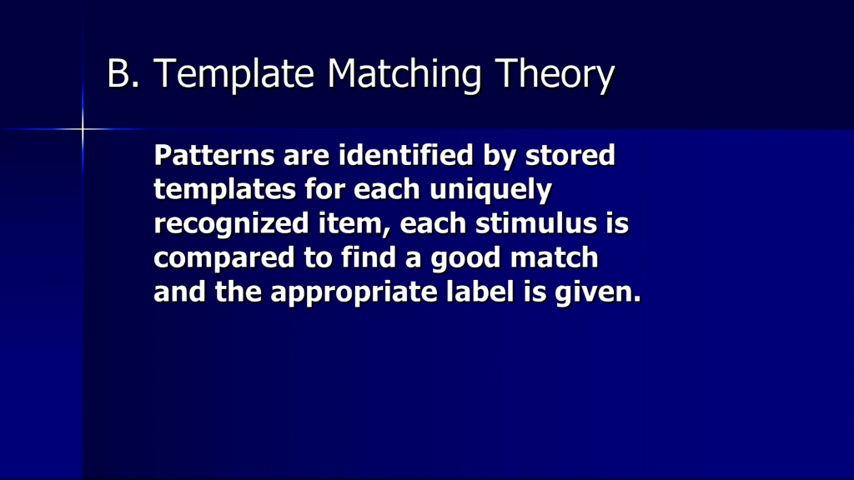 B. Template Matching Theory
Patterns are identified by stored
templates for each uniquely
recognized item, each stimulus is
compared to find a good match
and the appropriate label is given.